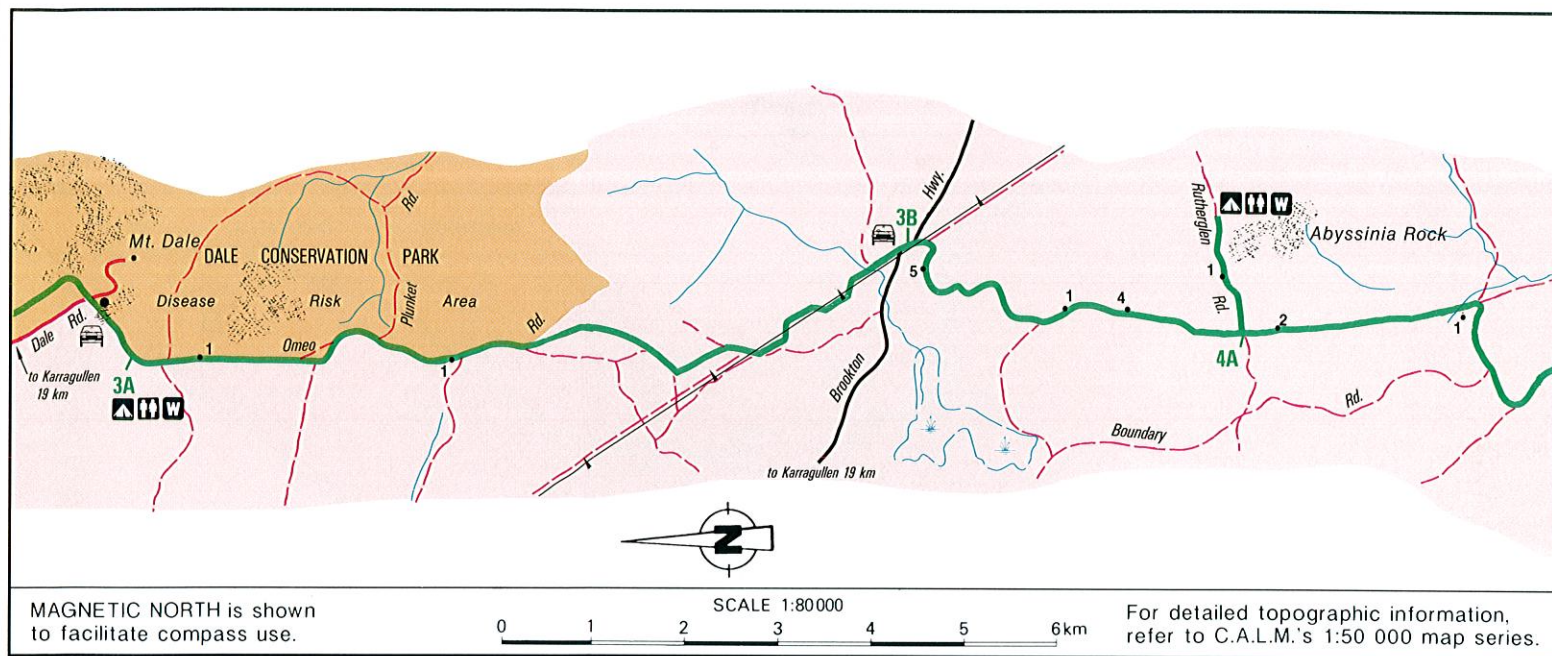 Mt. Dale
DALE CONSERVATION PARK
Disease Risk Area
Dale Rd.
to Karragullen
19 km
3A
W
1
Omeo Rd.
Plunket Rd.
1
3B
Hwy.
Brookton
to Karragullen 19 km
5
1
4
Rutherglen Rd.
W
1
4A
2
Abyssinia Rock
1
Boundary Rd.
N
MAGNETIC NORTH is shown
to facilitate compass use.
SCALE 1:80000
0 1 2 3 4 5 6km
For detailed topographic information,
refer to C.A.L.M.'s 1:50 000 map series.